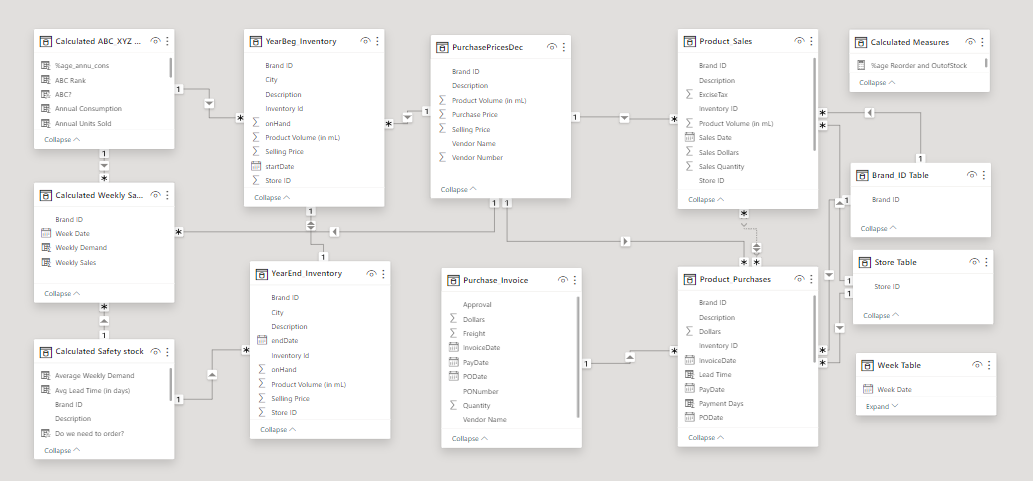 Calculated ABC_XYZ ...
%age_annu_cons
ABC Rank
ABC?
Annual Consumption
Annual Units Sold
Collapse
YearBeg_Inventory
Brand ID
City
Description
Inventory Id
onHand
Product Volume (in mL)
Selling Price
startDate
Store ID
Collapse
PurchasePricesDec
Brand ID
Description
Product Volume (in mL)
Purchase Price
Selling Price
Vendor Name
Vendor Number
Collapse
Product_Sales
Brand ID
Description
ExciseTax
Inventory ID
Product Volume (in mL)
Sales Date
Sales Dollars
Sales Quantity
Store ID
Collapse
Calculated Measures
%age Reorder and OutofStock
Collapse
1
*
*
1
1
*
*
*
1
1
*
Calculated Weekly Sa...
Brand ID
Week Date
Weekly Demand
Weekly Sales
Collapse
*
1
1
1
1
*
Brand_ID Table
Brand ID
Collapse
1
*
1
YearEnd_Inventory
Brand ID
City
Description
endDate
Inventory Id
onHand
Product Volume (in mL)
Selling Price
Store ID
Collapse
Purchase_Invoice
Approval
Dollars
Freight
InvoiceDate
PayDate
PODate
PONumber
Quantity
Vendor Name
Collapse
*
*
Product_Purchases
Brand ID
Description
Dollars
Inventory ID
InvoiceDate
Lead Time
PayDate
Payment Days
PODate
Collapse
Store Table
Store ID
Collapse
1
1
*
1
Calculated Safety stock
Average Weekly Demand
Avg Lead Time (in days)
Brand ID
Description
Do we need to order?
Collapse
1
*
1
*
*
*
Week Table
Week Date
Expand